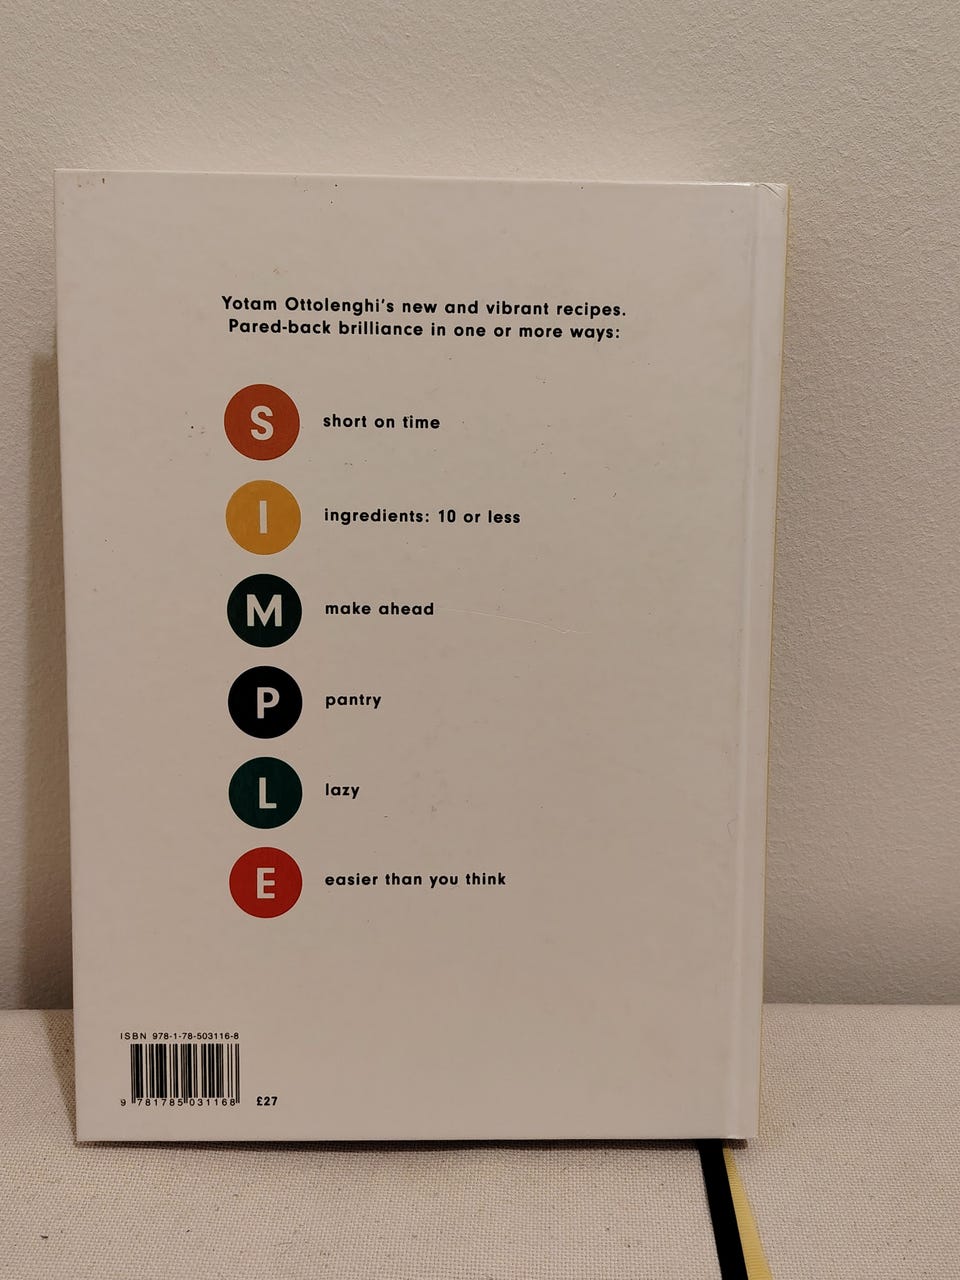 Yotam Ottolenghi's new and vibrant recipes.
Pared-back brilliance in one or more ways:
S short on time
I ingredients: 10 or less
M make ahead
P pantry
L lazy
E easier than you think
ISBN 978-1-78-503116-8
9 781785 031168
£27